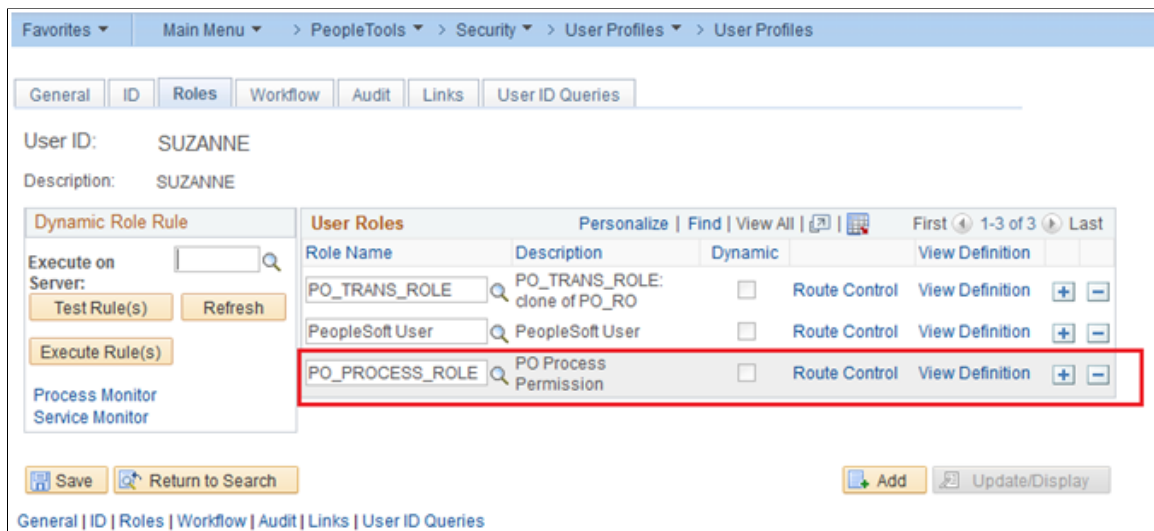 Favorites Main Menu > PeopleTools > Security > User Profiles > User Profiles
General ID Roles Workflow Audit Links User ID Queries
User ID: SUZANNE
Description: SUZANNE
Dynamic Role Rule
Execute on
Server:
Test Rule(s) Refresh
Execute Rule(s)
Process Monitor
Service Monitor
User Roles Personalize | Find | View All | | First 1-3 of 3 Last
Role Name Description Dynamic View Definition
PO_TRANS_ROLE PO_TRANS_ROLE: Route Control View Definition
clone of PO_RO
PeopleSoft User PeopleSoft User Route Control View Definition
PO_PROCESS_ROLE PO Process Route Control View Definition
Permission
Save Return to Search Add Update/Display
General | ID | Roles | Workflow | Audit | Links | User ID Queries